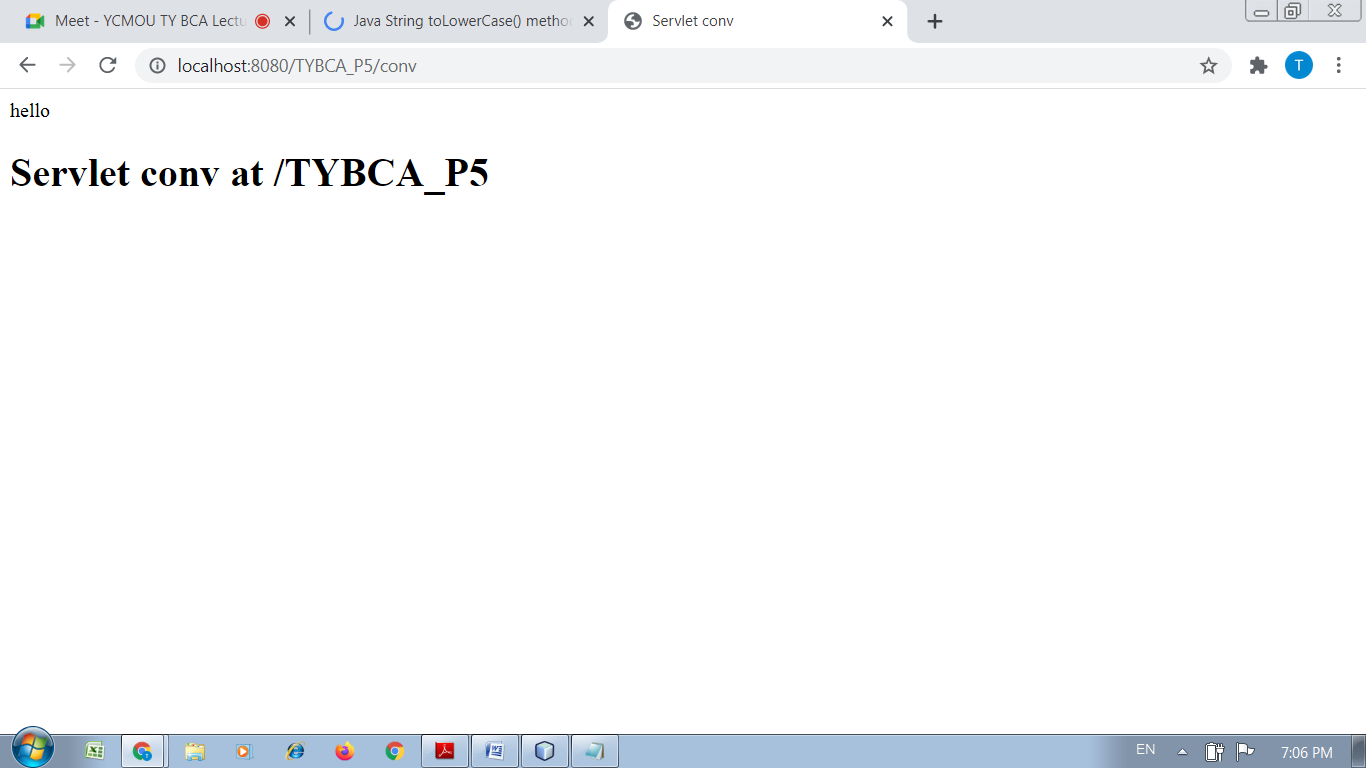 Meet - YCMOU TY BCA Lectu
Java String toLowerCase() metho
Servlet conv
localhost:8080/TYBCA_P5/conv
T
hello
Servlet conv at /TYBCA_P5
EN
7:06 PM